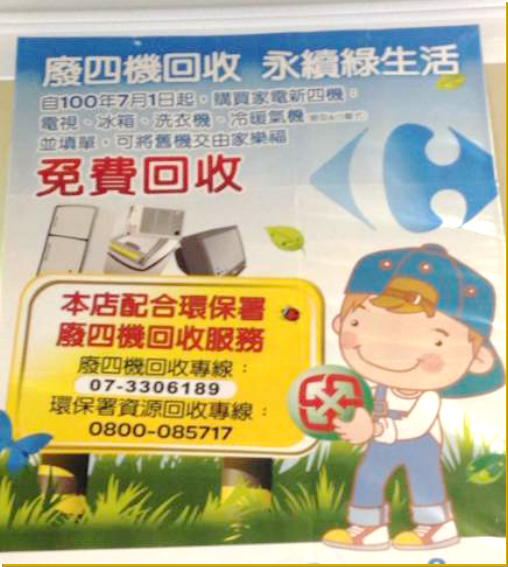 廢四機回收 永續綠生活
自100年7月1日起，購買家電新四機：
電視、冰箱、洗衣機、冷暖氣機
並填單，可將舊機交由家樂福
免費回收
本店配合環保署
廢四機回收服務
廢四機回收專線：
07-3306189
環保署資源回收專線：
0800-085717